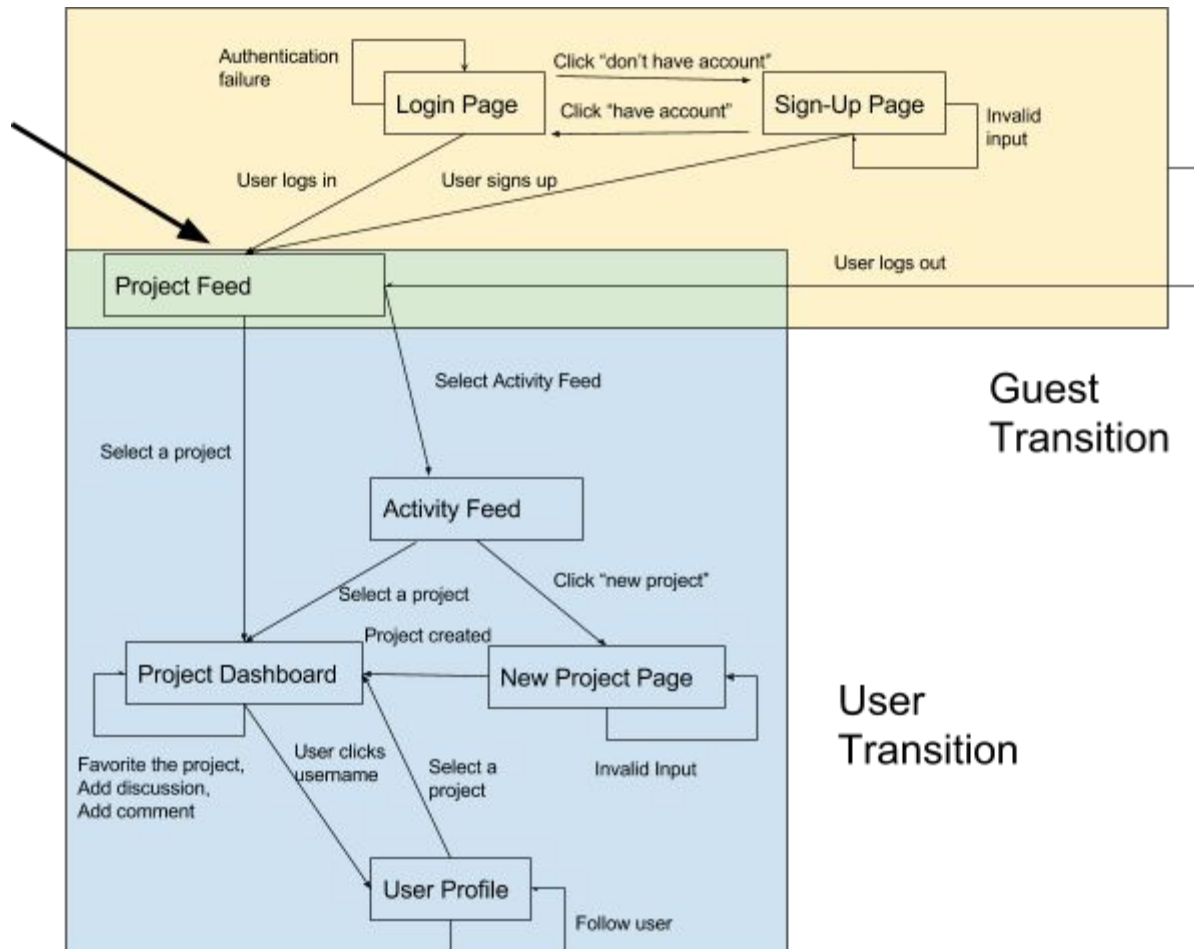 Authentication
failure
Click “don’t have account”
Login Page
Click “have account”
Sign-Up Page
Invalid
input
User logs in
User signs up
User logs out
Project Feed
Select Activity Feed
Guest
Transition
Select a project
Activity Feed
Click “new project”
Select a project
Project created
Project Dashboard
New Project Page
User
Transition
User clicks
username
Select a
project
Invalid Input
Favorite the project,
Add discussion,
Add comment
User Profile
Follow user